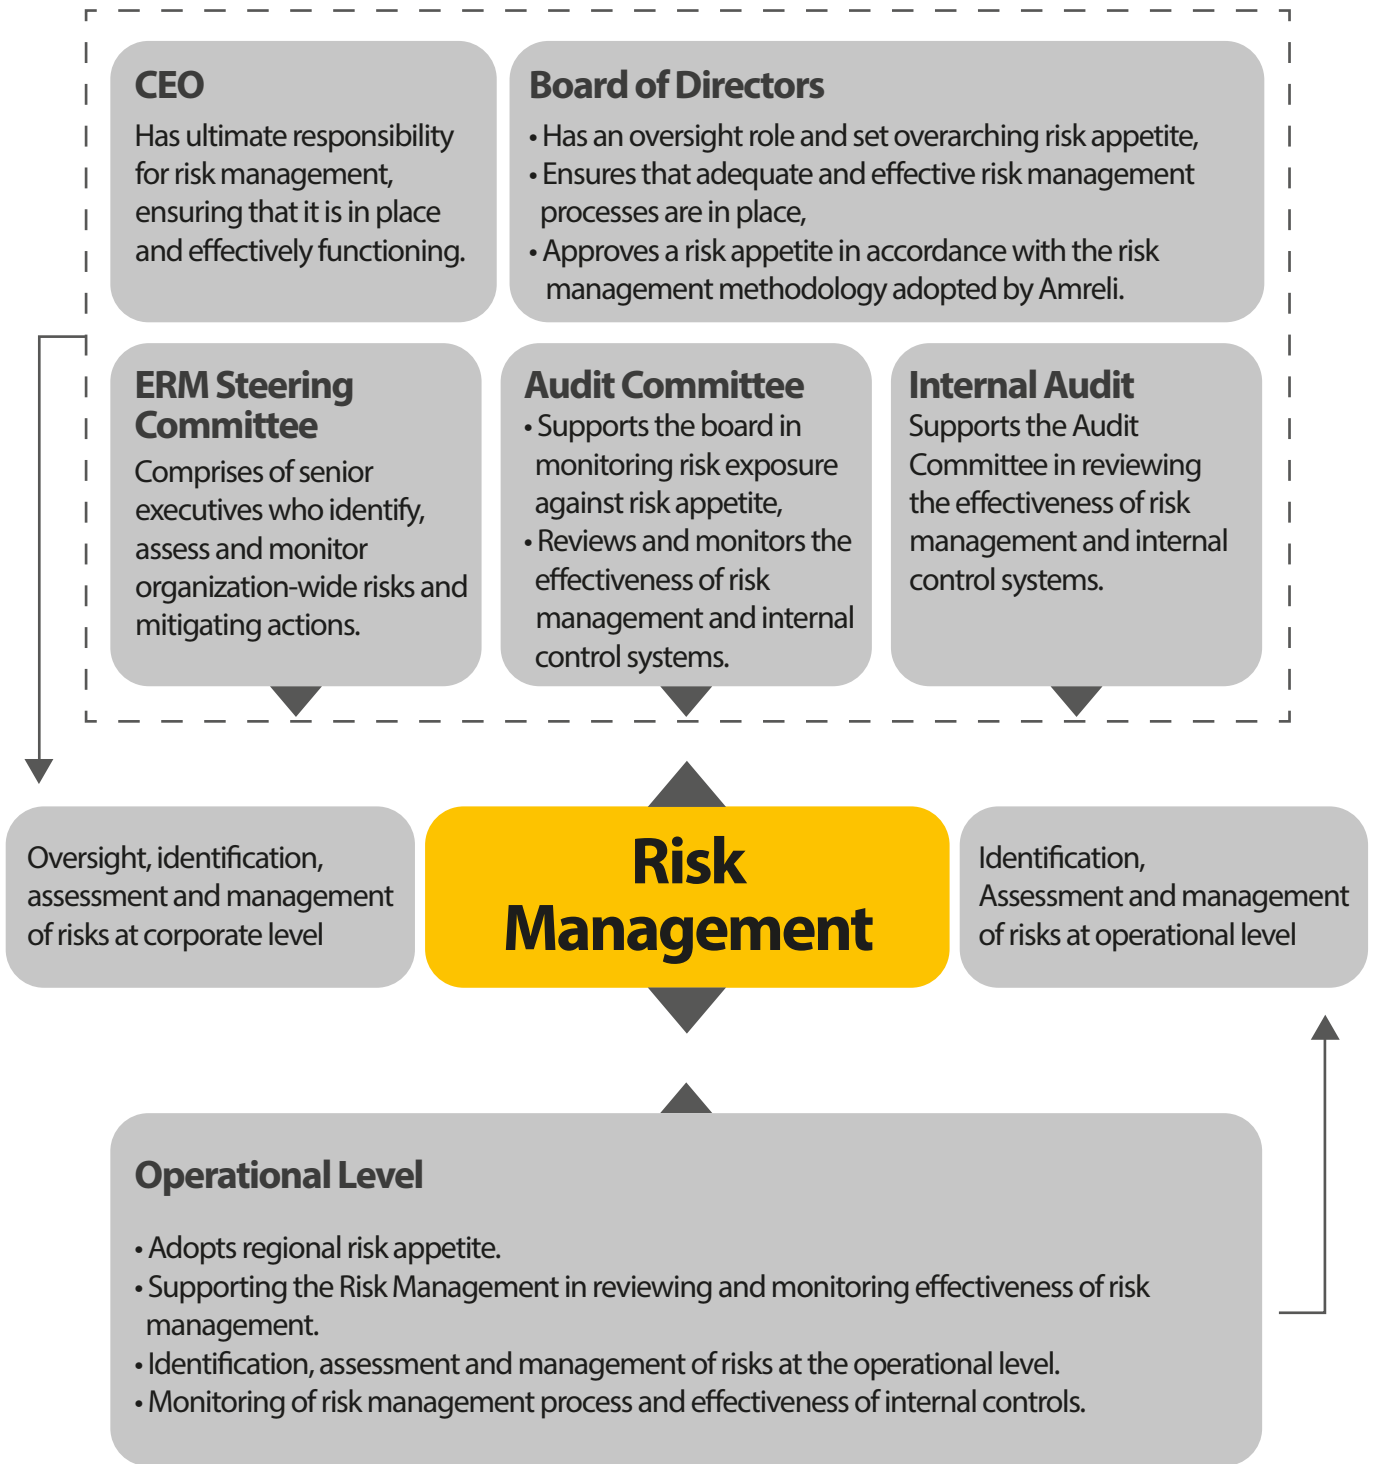 CEO
Has ultimate responsibility
for risk management,
ensuring that it is in place
and effectively functioning.
Board of Directors
• Has an oversight role and set overarching risk appetite,
• Ensures that adequate and effective risk management
processes are in place,
• Approves a risk appetite in accordance with the risk
management methodology adopted by Amreli.
ERM Steering
Committee
Comprises of senior
executives who identify,
assess and monitor
organization-wide risks and
mitigating actions.
Audit Committee
• Supports the board in
monitoring risk exposure
against risk appetite,
• Reviews and monitors the
effectiveness of risk
management and internal
control systems.
Internal Audit
Supports the Audit
Committee in reviewing
the effectiveness of risk
management and internal
control systems.
Oversight, identification,
assessment and management
of risks at corporate level
Risk
Management
Identification,
Assessment and management
of risks at operational level
Operational Level
• Adopts regional risk appetite.
• Supporting the Risk Management in reviewing and monitoring effectiveness of risk
management.
• Identification, assessment and management of risks at the operational level.
• Monitoring of risk management process and effectiveness of internal controls.